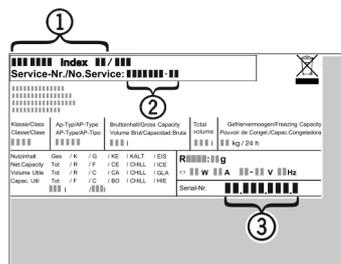 1
Index /
Service-Nr./No.Service: -
2
Klasse/Class Ap-Typ/AP-Type Bruttoinhalt/Gross Capacity Total Gefriervermoegen/Freezing Capacity
Classe/Clase AP-Type/AP-Tipo Volume Brut/Capacidad Bruta volume Pouvoir de Congel./Capac.Congeladora
l l kg / 24 h
Nutzinhalt Ges / K / G / KE / KALT / EIS
Net Capacity Tot / R / F / CE / CHILL / ICE
Volume Utile Tot / R / C / CA / CHILL / GLA
Capac. Util Tot / F / C / BO / CHILL / HIE
l / l
R : g
W A - V Hz
Serial-Nr.
3